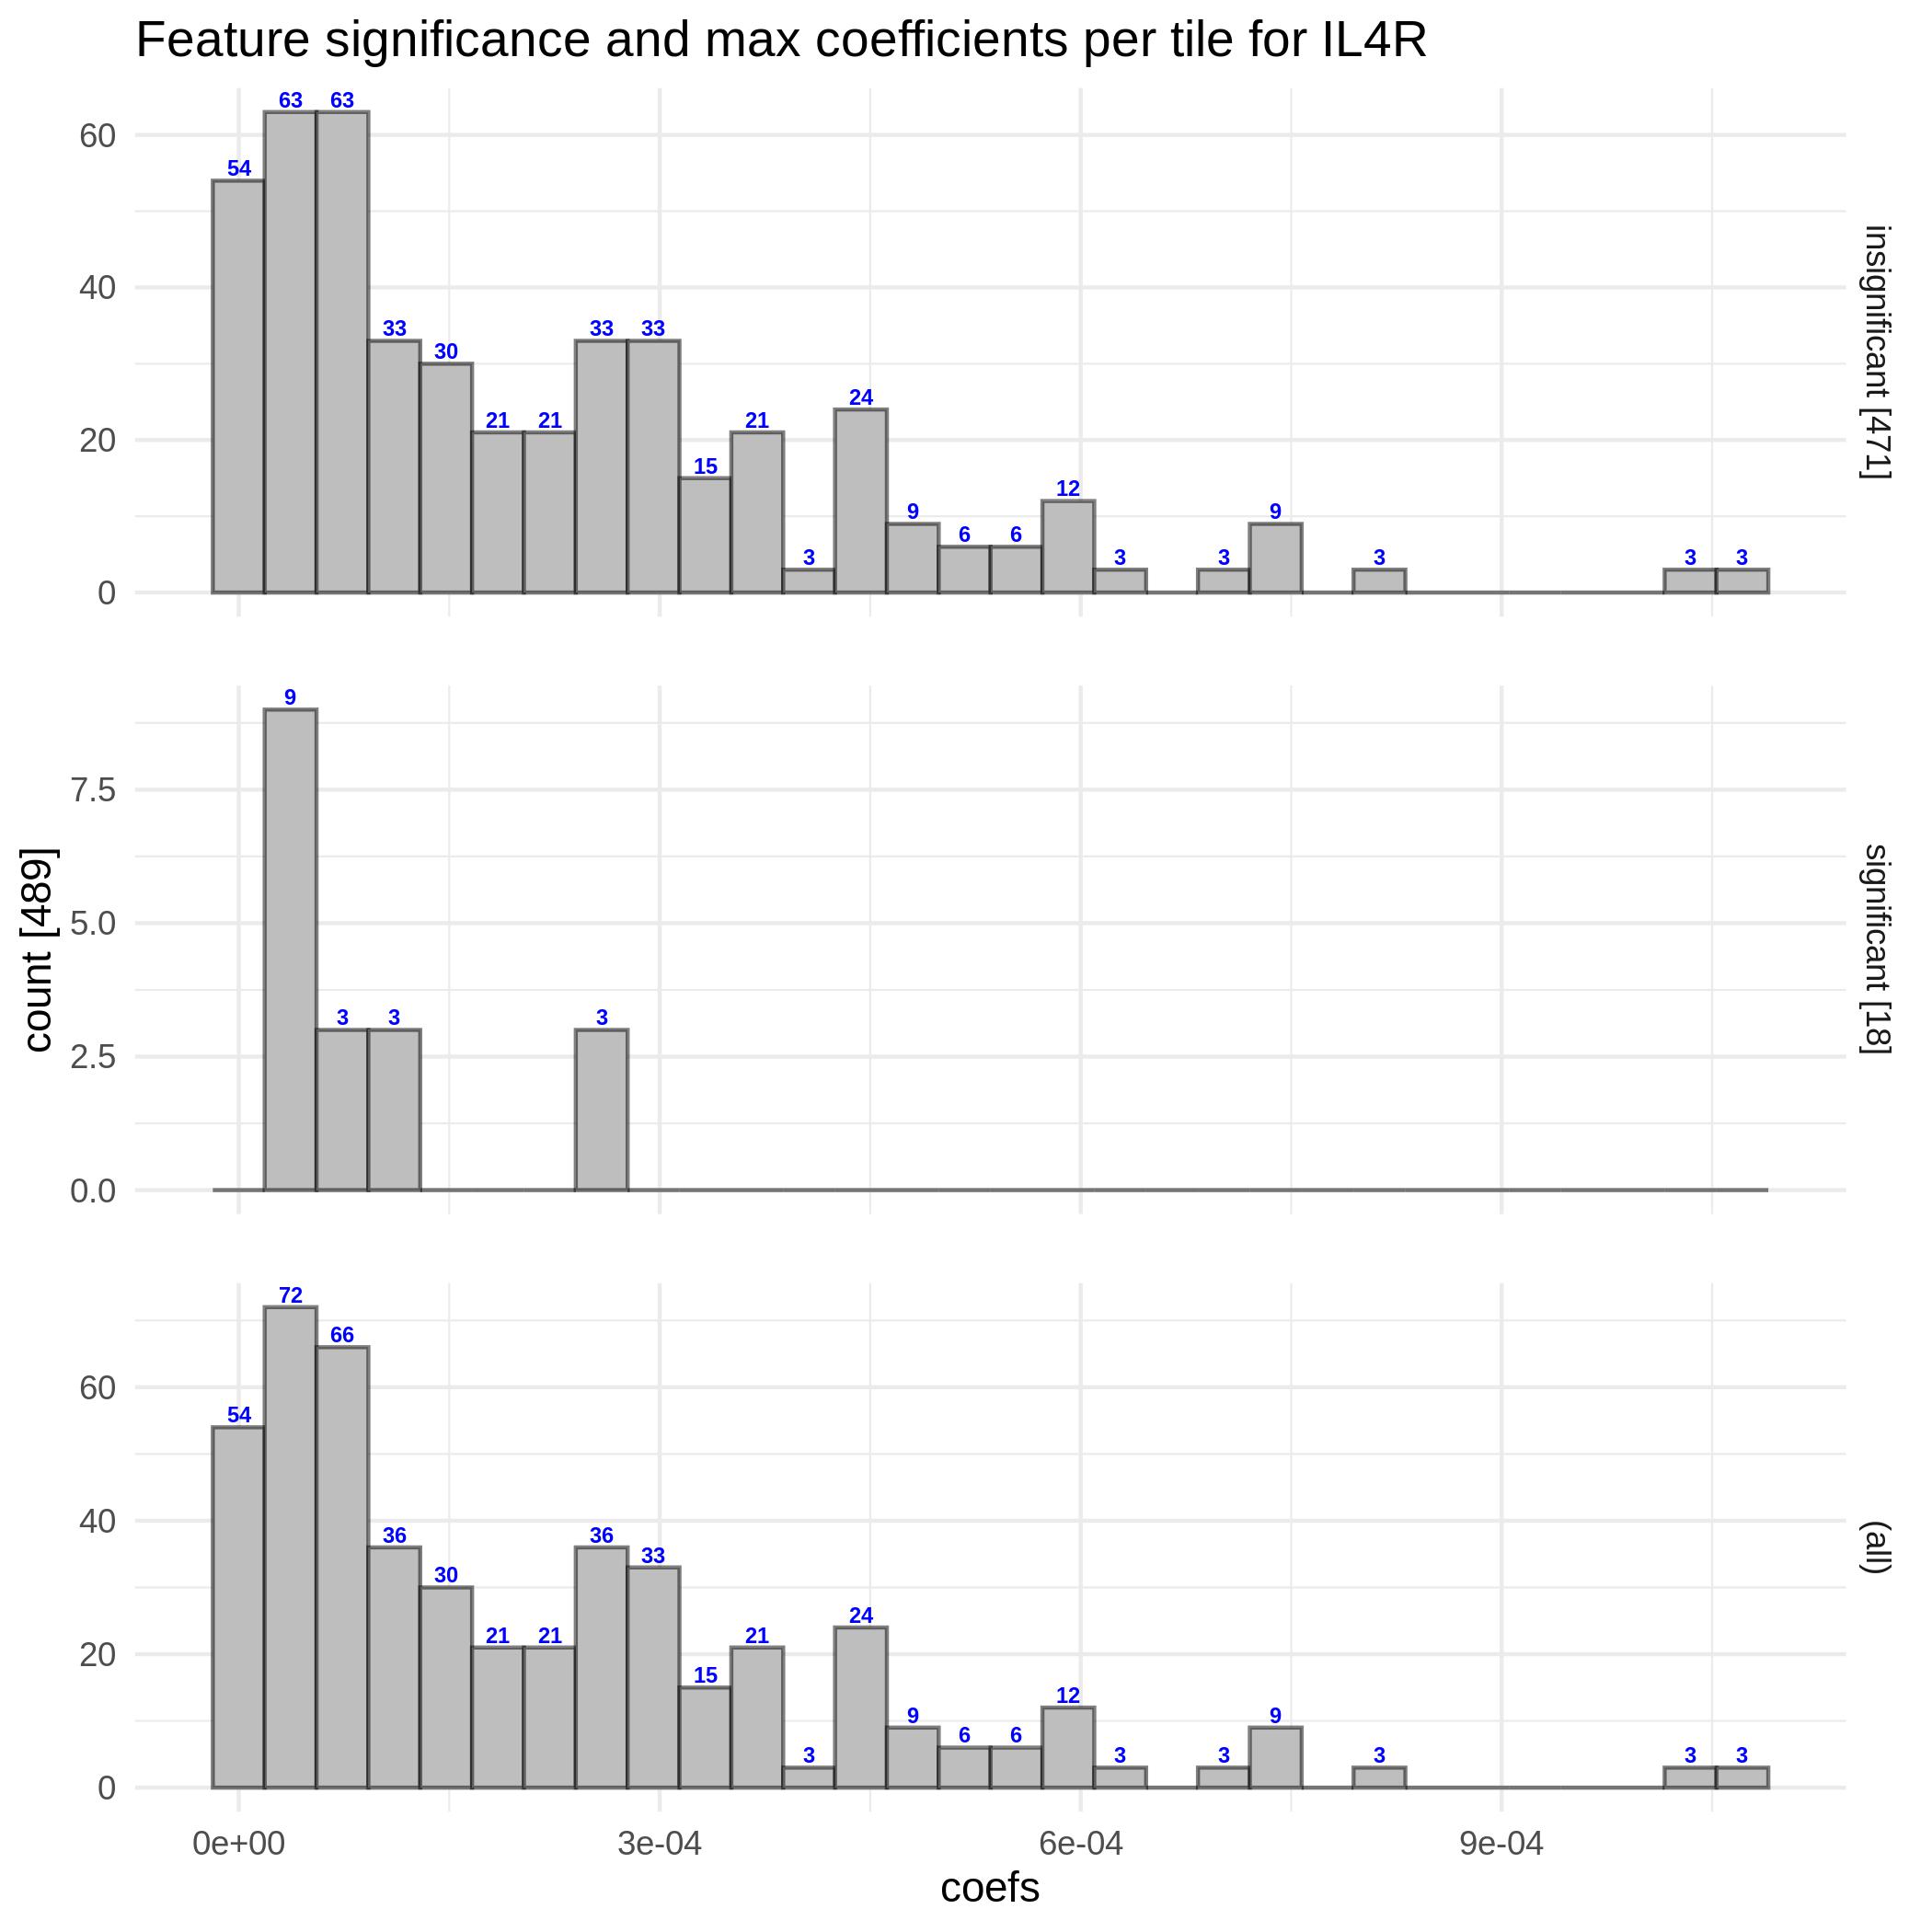 Feature significance and max coefficients per tile for IL4R
63 63
54
33 30 21 21 33 33 15 21 3 24 9 6 6 12 3 3 9 3 3 3
60
40
20
0
insignificant [471]
9
3 3 3
7.5
5.0
2.5
0.0
count [489]
significant [18]
72
66
54
36 30 21 21 36 33 15 21 3 24 9 6 6 12 3 3 9 3 3 3
60
40
20
0
(all)
0e+00 3e-04 6e-04 9e-04
coefs